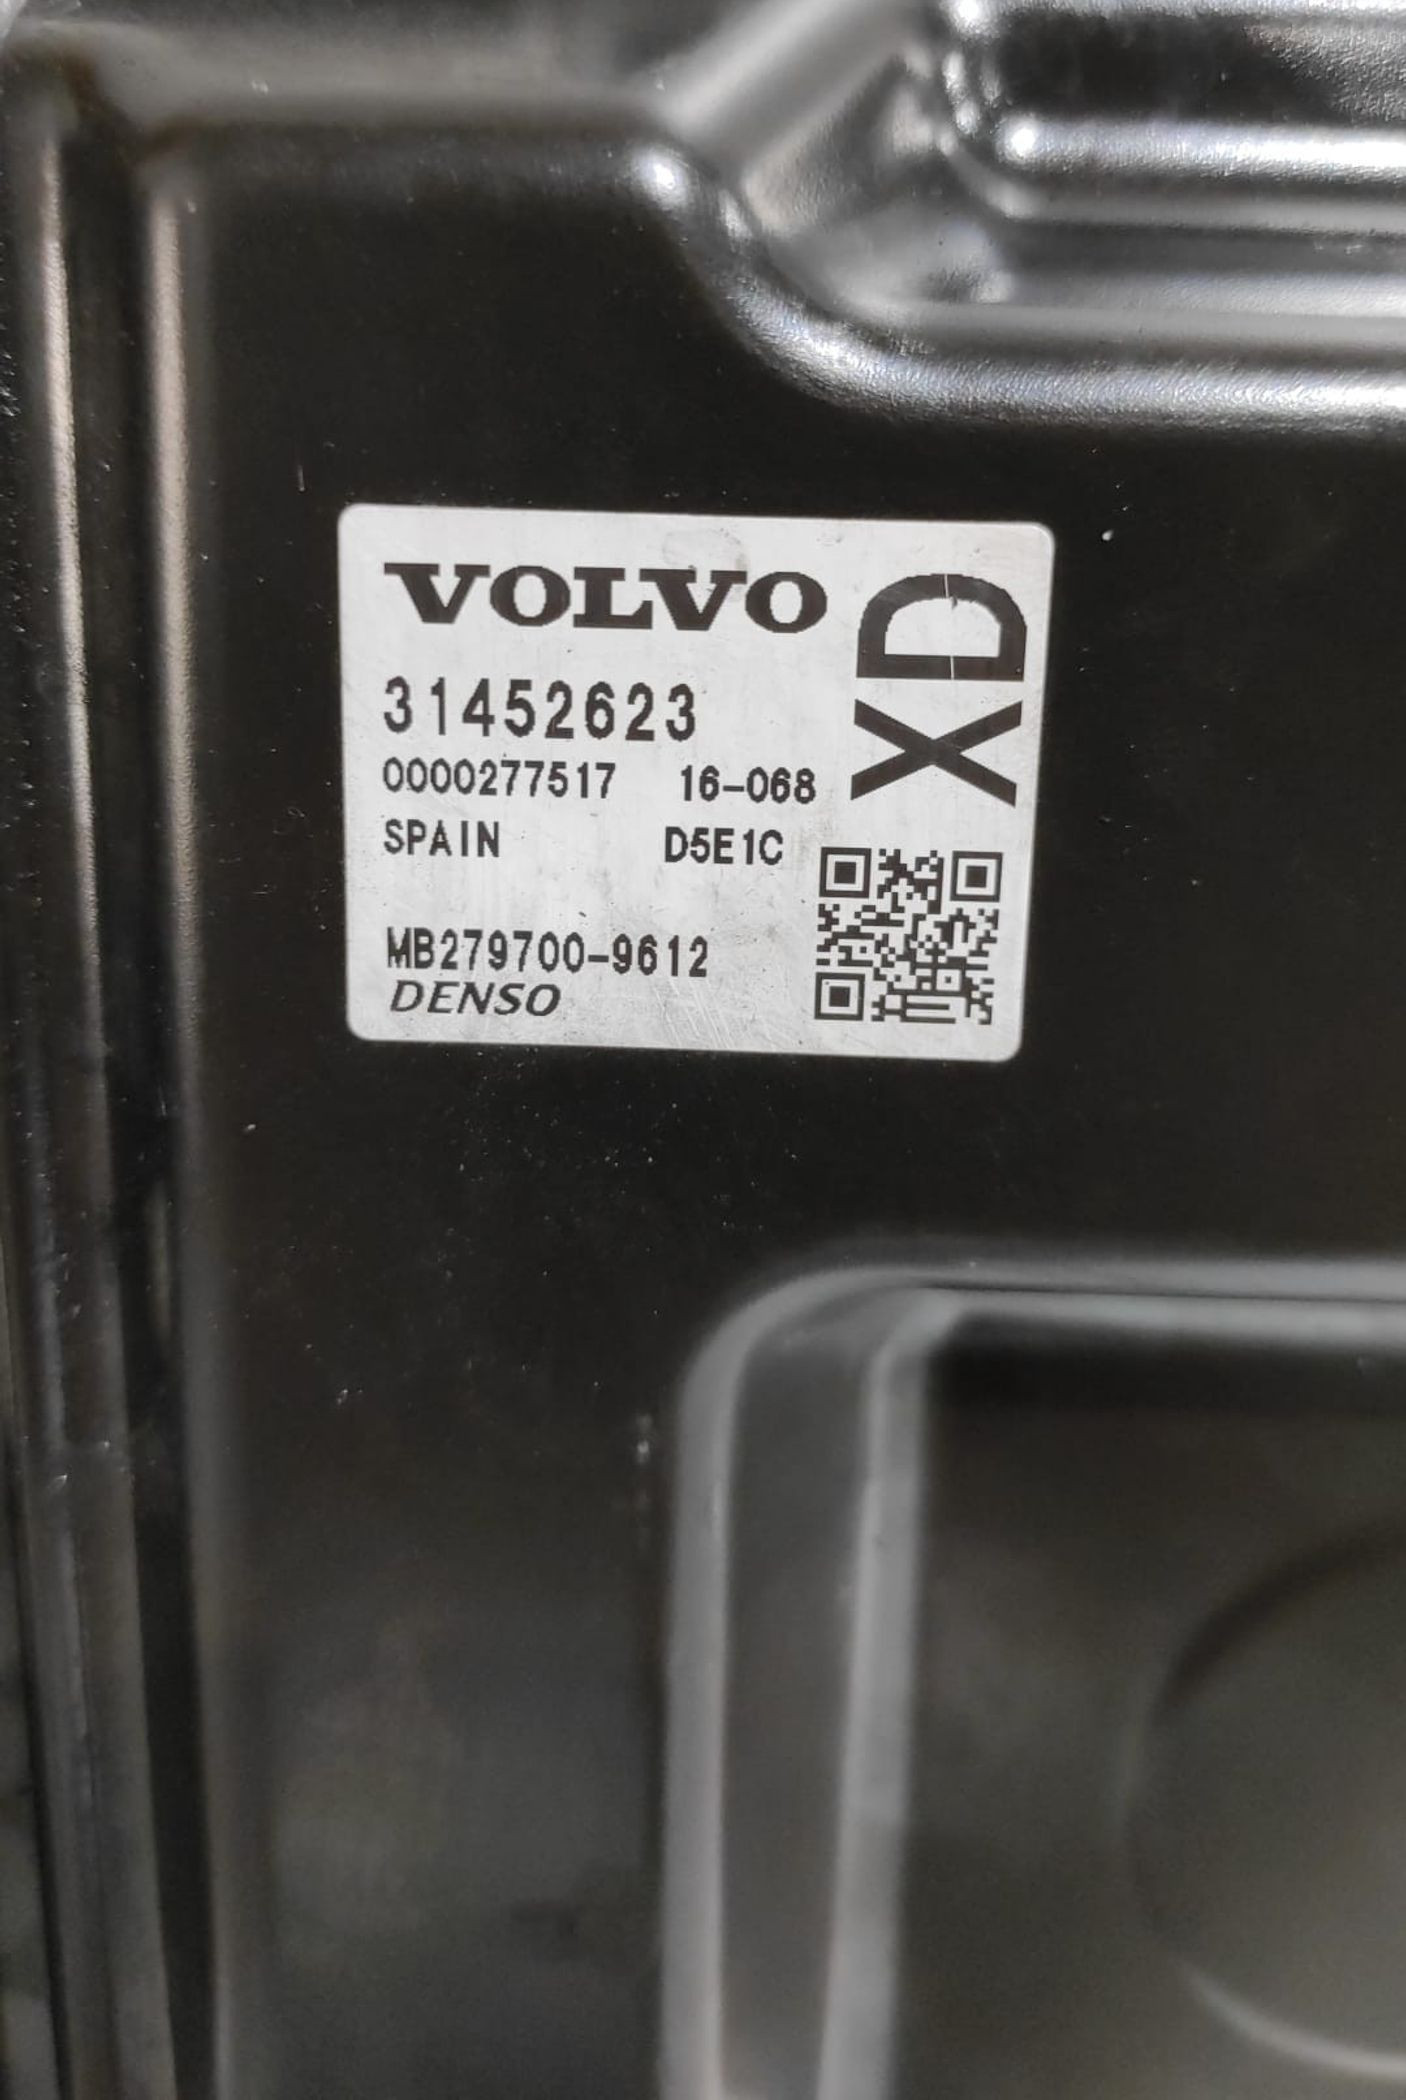 VOLVO
XD
31452623
0000277517 16-068
SPAIN D5E1C
MB279700-9612
DENSO